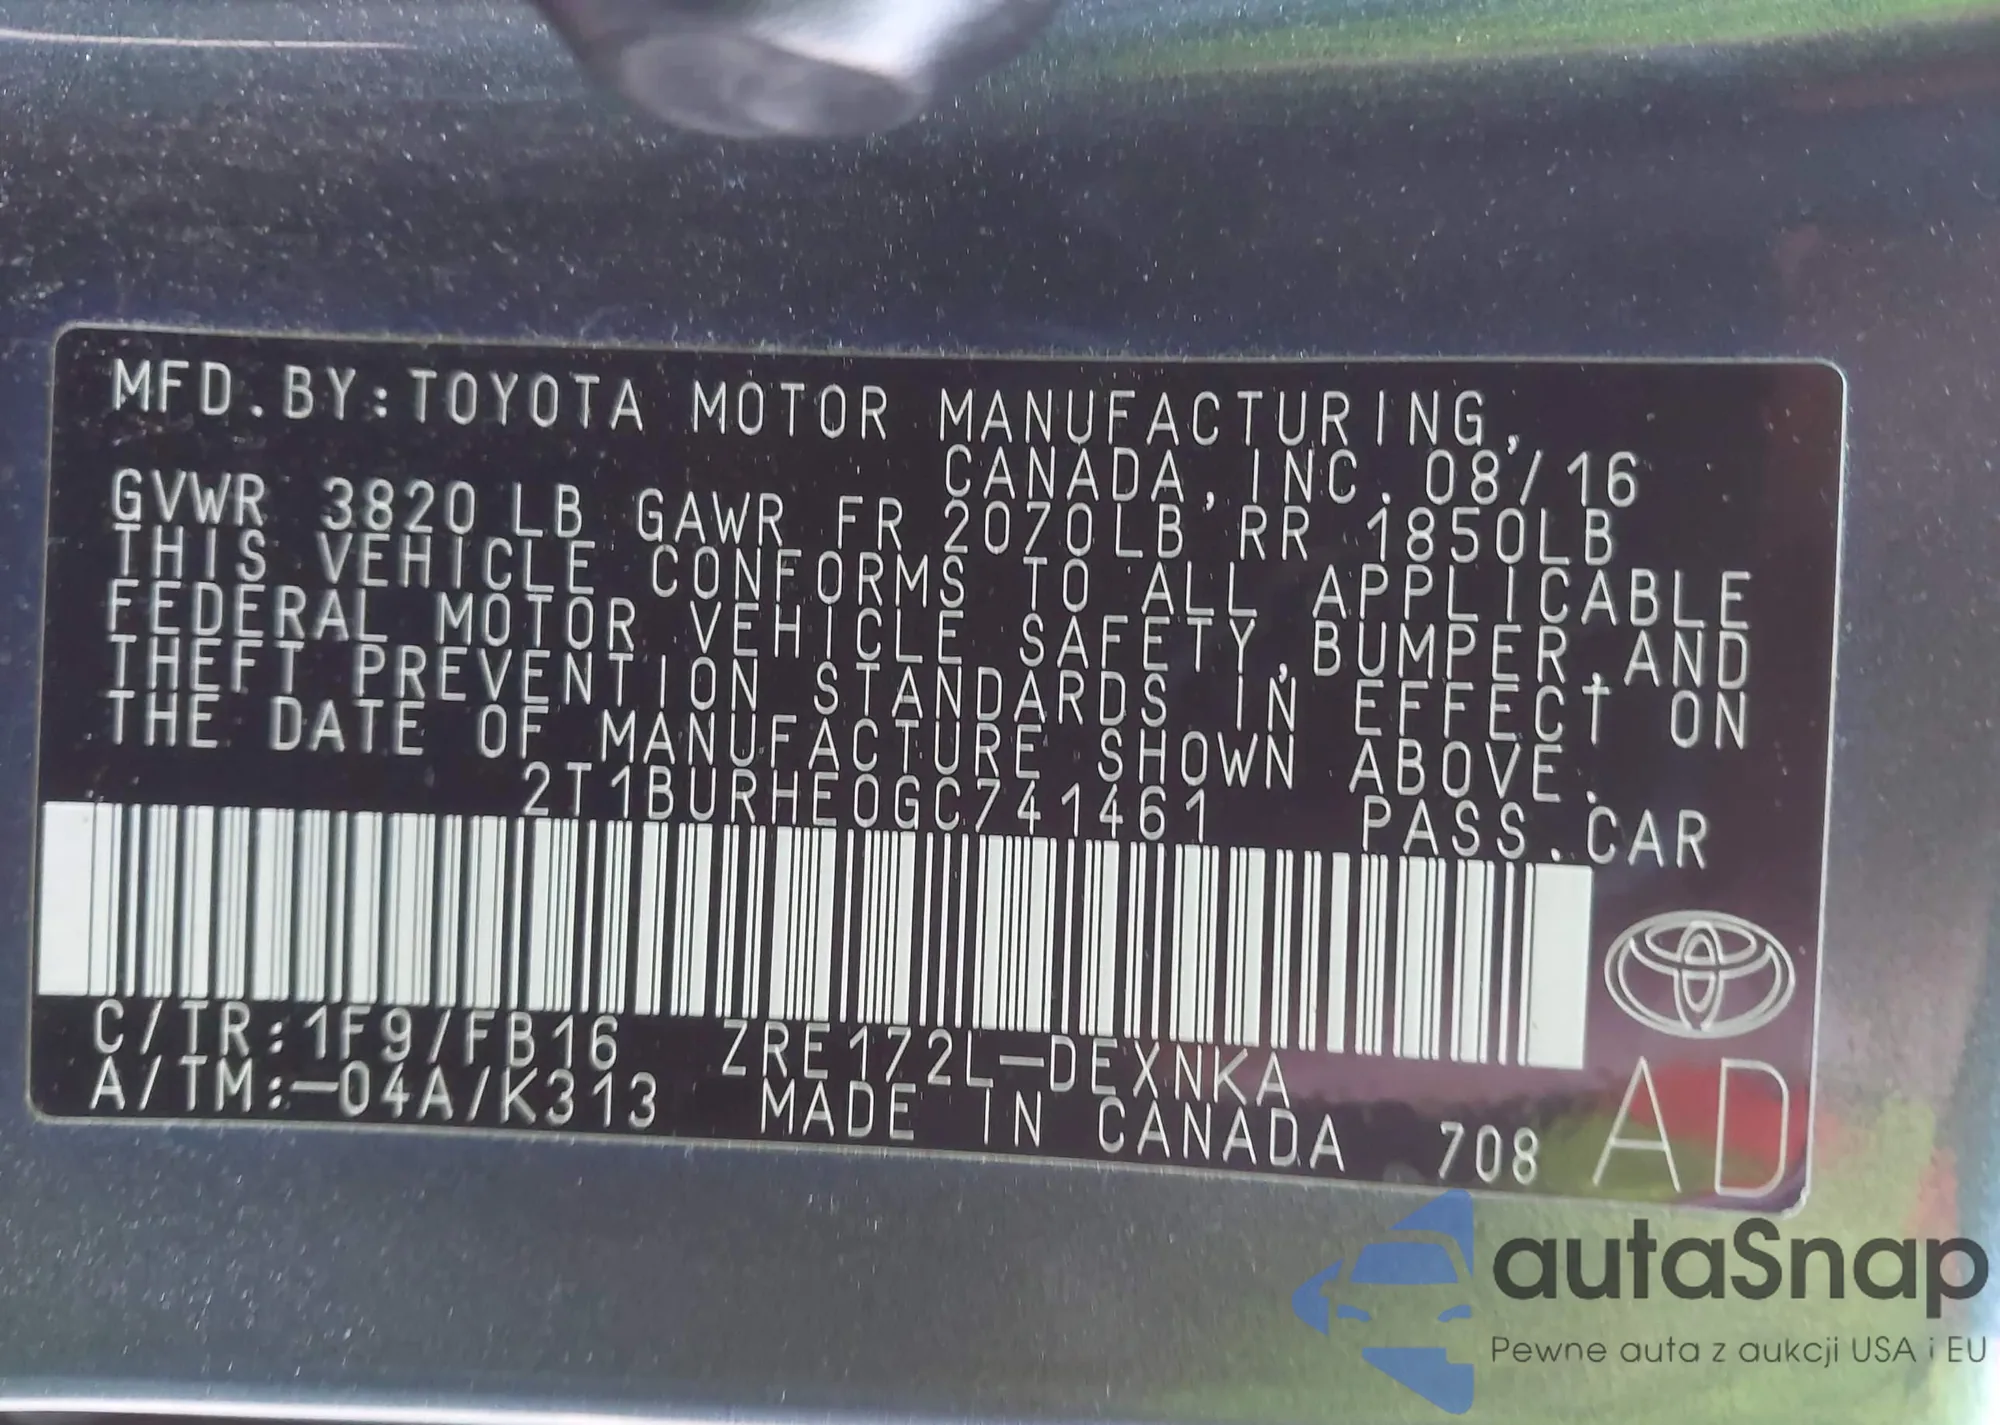 MFD.BY:TOYOTA MOTOR MANUFACTURING,
CANADA,INC.08/16
GVWR 3820 LB GAWR FR 2070LB RR 1850LB
THIS VEHICLE CONFORMS TO ALL APPLICABLE
FEDERAL MOTOR VEHICLE SAFETY,BUMPER,AND
THEFT PREVENTION STANDARDS IN EFFECT ON
THE DATE OF MANUFACTURE SHOWN ABOVE.
2T1BURHE0GC741461 PASS.CAR
C/TR:1F9/FB16 ZRE172L-DEXNKA
A/TM:-04A/K313 MADE IN CANADA 708 AD
autaSnap
Pewne auta z aukcji USA i EU